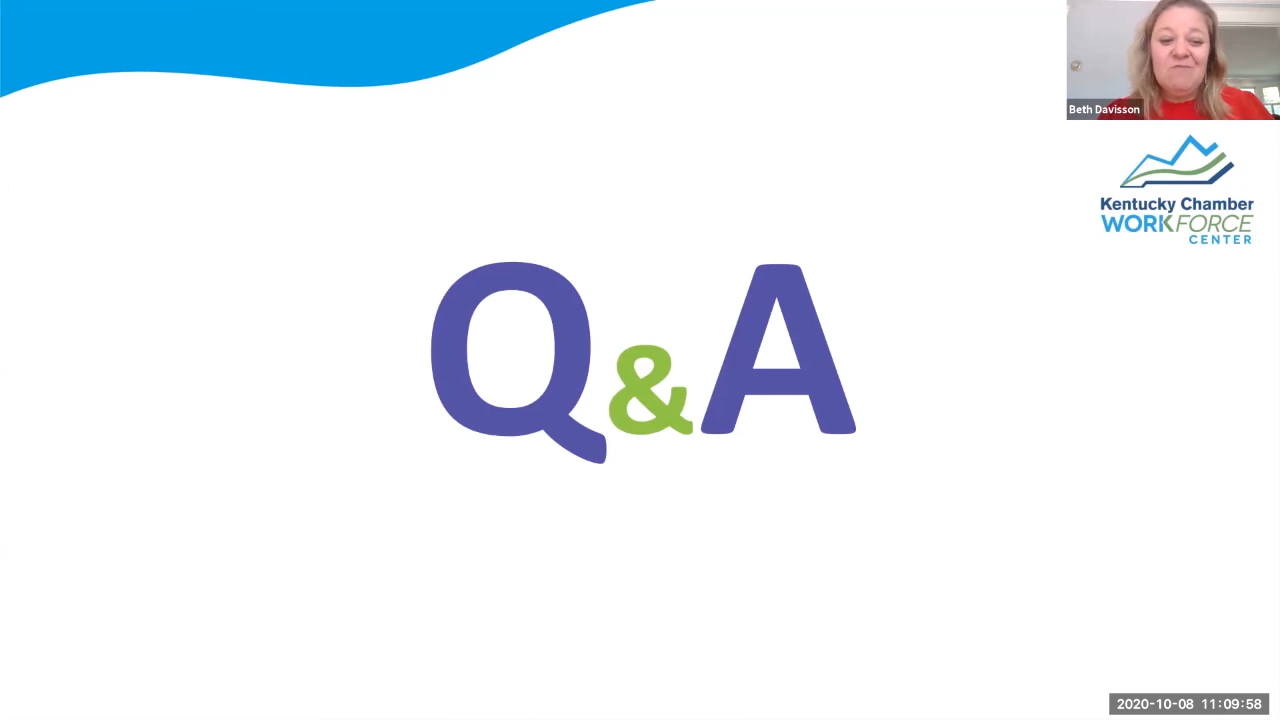 Beth Davisson
Kentucky Chamber
WORKFORCE
CENTER
Q&A
2020-10-08 11:09:58